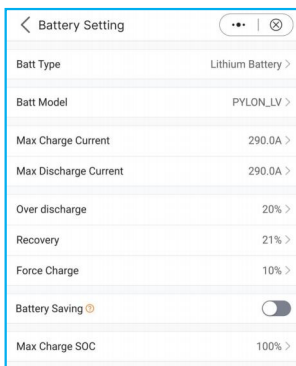 Battery Setting
Batt Type Lithium Battery
Batt Model PYLON_LV
Max Charge Current 290.0A
Max Discharge Current 290.0A
Over discharge 20%
Recovery 21%
Force Charge 10%
Battery Saving ?
Max Charge SOC 100%